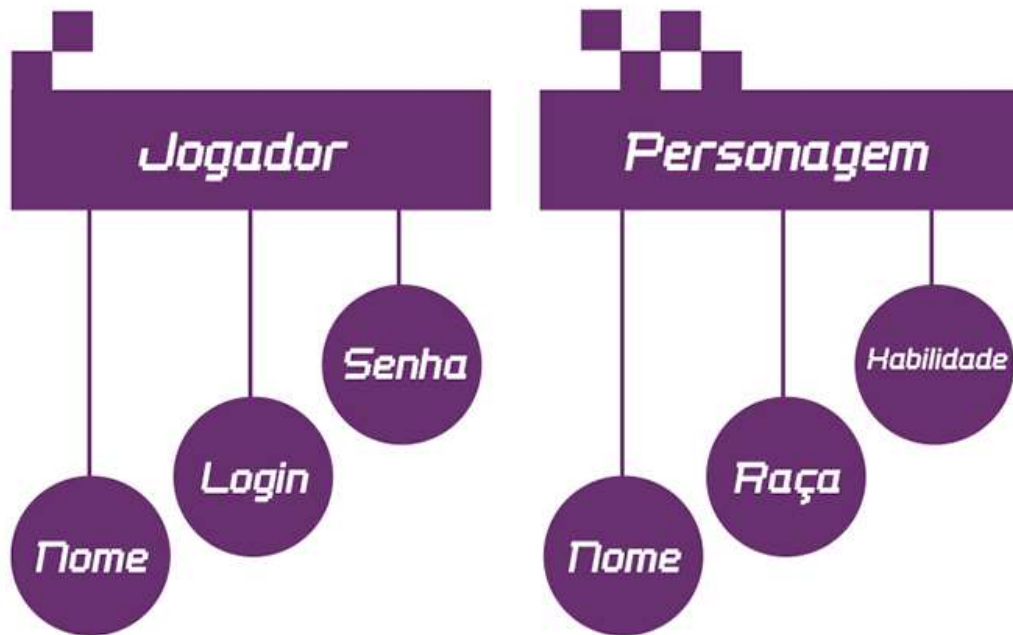 Jogador
Senha
Login
Nome
Personagem
Habilidade
Raça
Nome